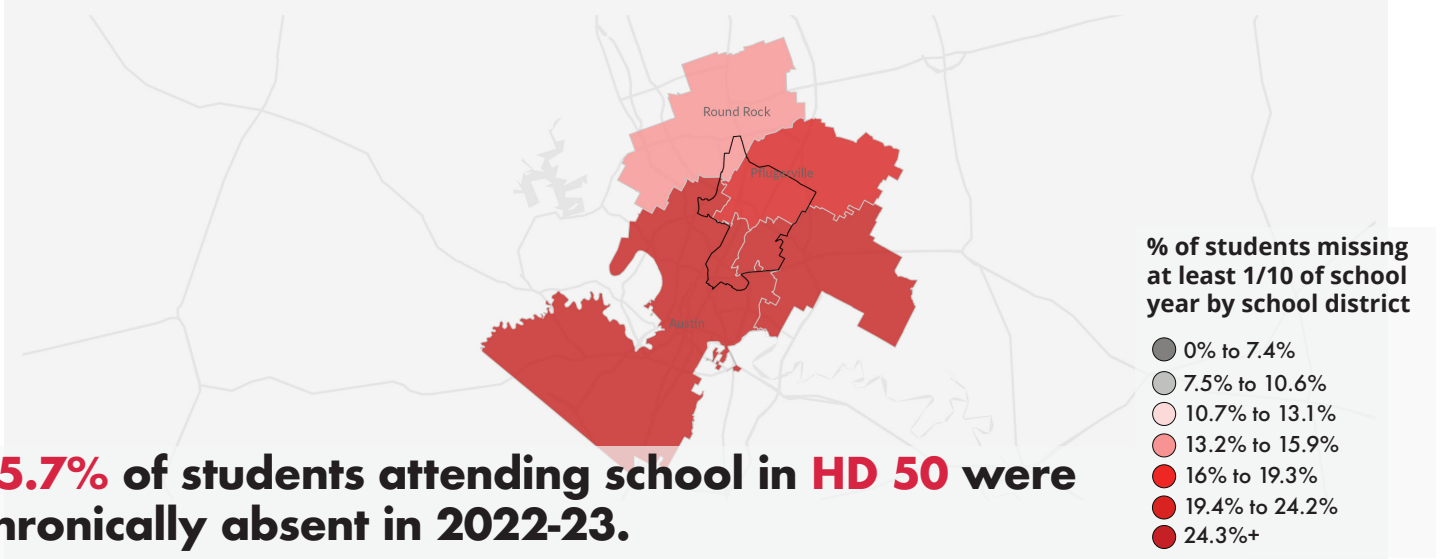 Round Rock
Pflugerville
Austin
% of students missing
at least 1/10 of school
year by school district
0% to 7.4%
7.5% to 10.6%
10.7% to 13.1%
13.2% to 15.9%
16% to 19.3%
19.4% to 24.2%
24.3%+
5.7% of students attending school in HD 50 were
hronically absent in 2022-23.